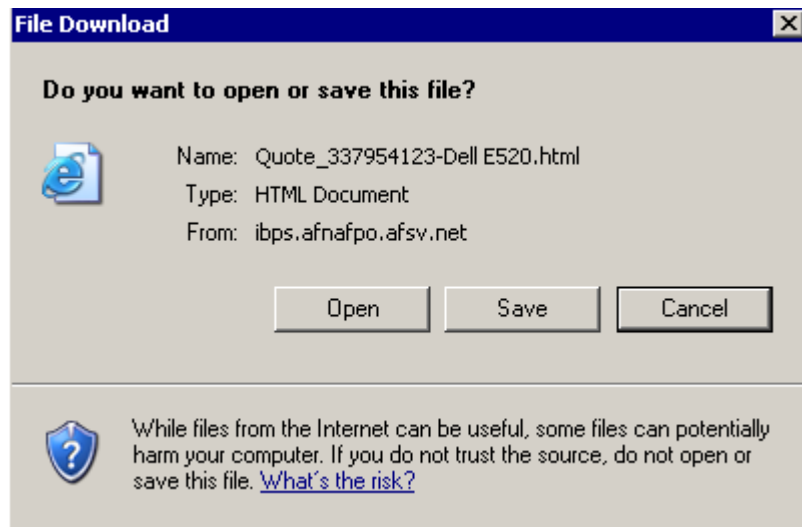 File Download
Do you want to open or save this file?
Name: Quote_337954123-Dell E520.html
Type: HTML Document
From: ibps.afnafpo.afsv.net
Open Save Cancel
While files from the Internet can be useful, some files can potentially
harm your computer. If you do not trust the source, do not open or
save this file. What's the risk?